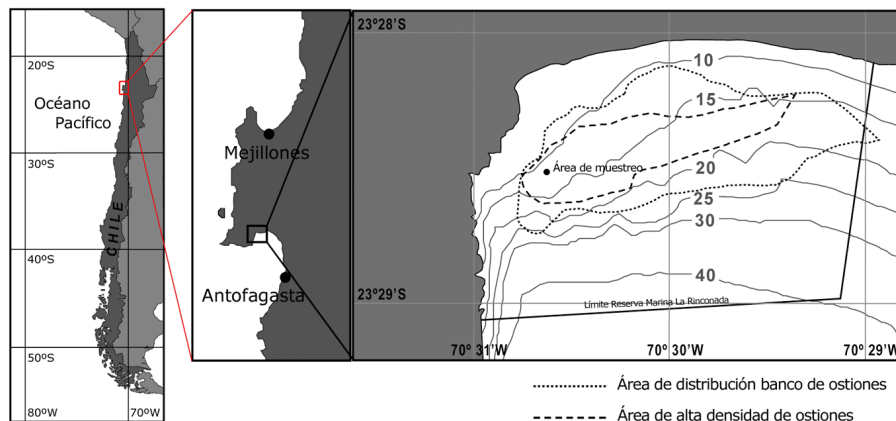 20ºS
Océano
Pacífico
30ºS
CHILE
40ºS
50ºS
80ºW
70ºW
Mejillones
Antofagasta
23º28’S
10
15
Área de muestreo
20
25
30
40
23º29’S
Límite Reserva Marina La Rinconada
70º 31’W
70º 30’W
70º 29’W
Área de distribución banco de ostiones
Área de alta densidad de ostiones